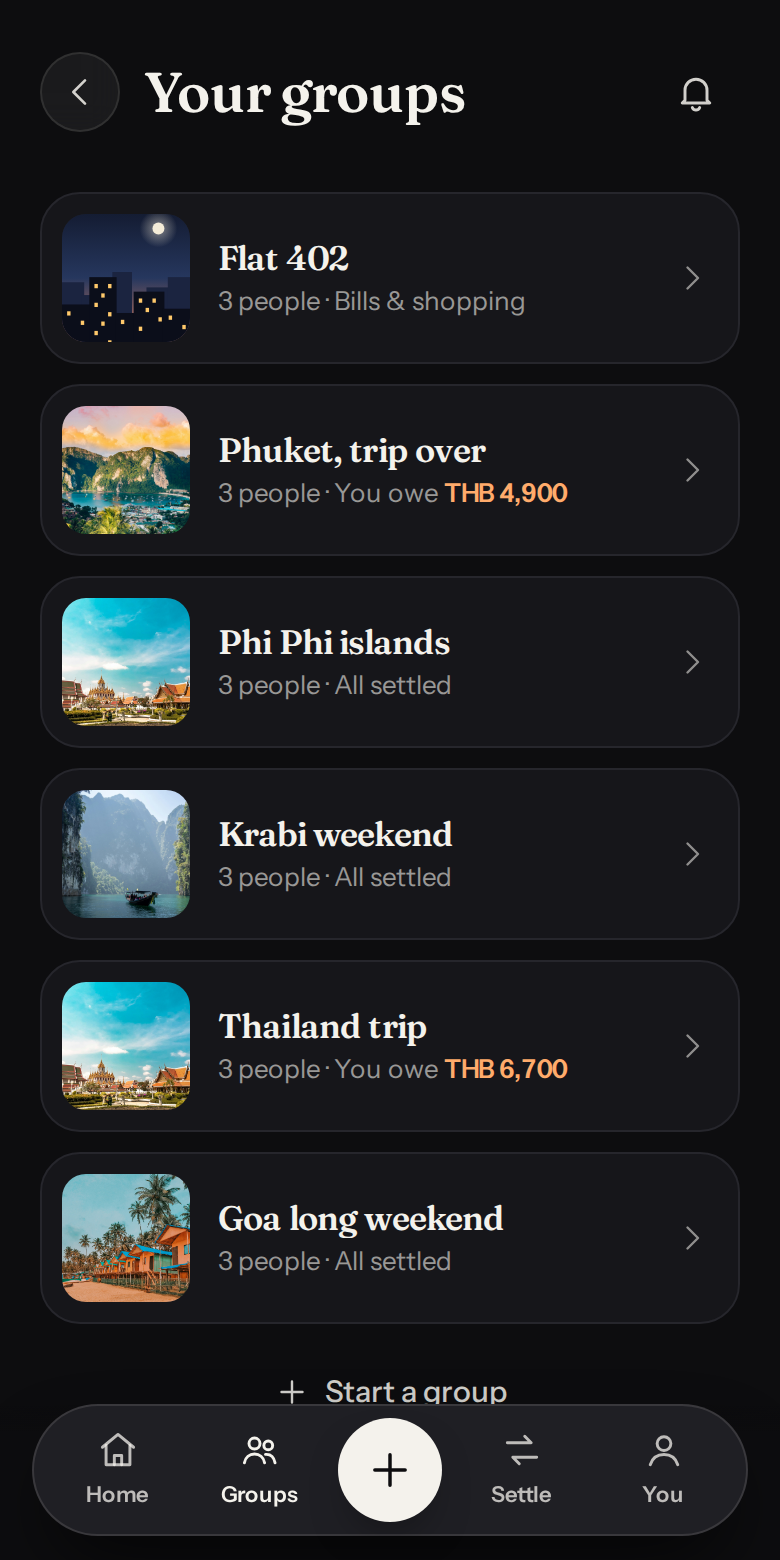 Your groups
Flat 402
3 people · Bills & shopping
Phuket, trip over
3 people · You owe THB 4,900
Phi Phi islands
3 people · All settled
Krabi weekend
3 people · All settled
Thailand trip
3 people · You owe THB 6,700
Goa long weekend
3 people · All settled
Start a group
Home
Groups
Settle
You